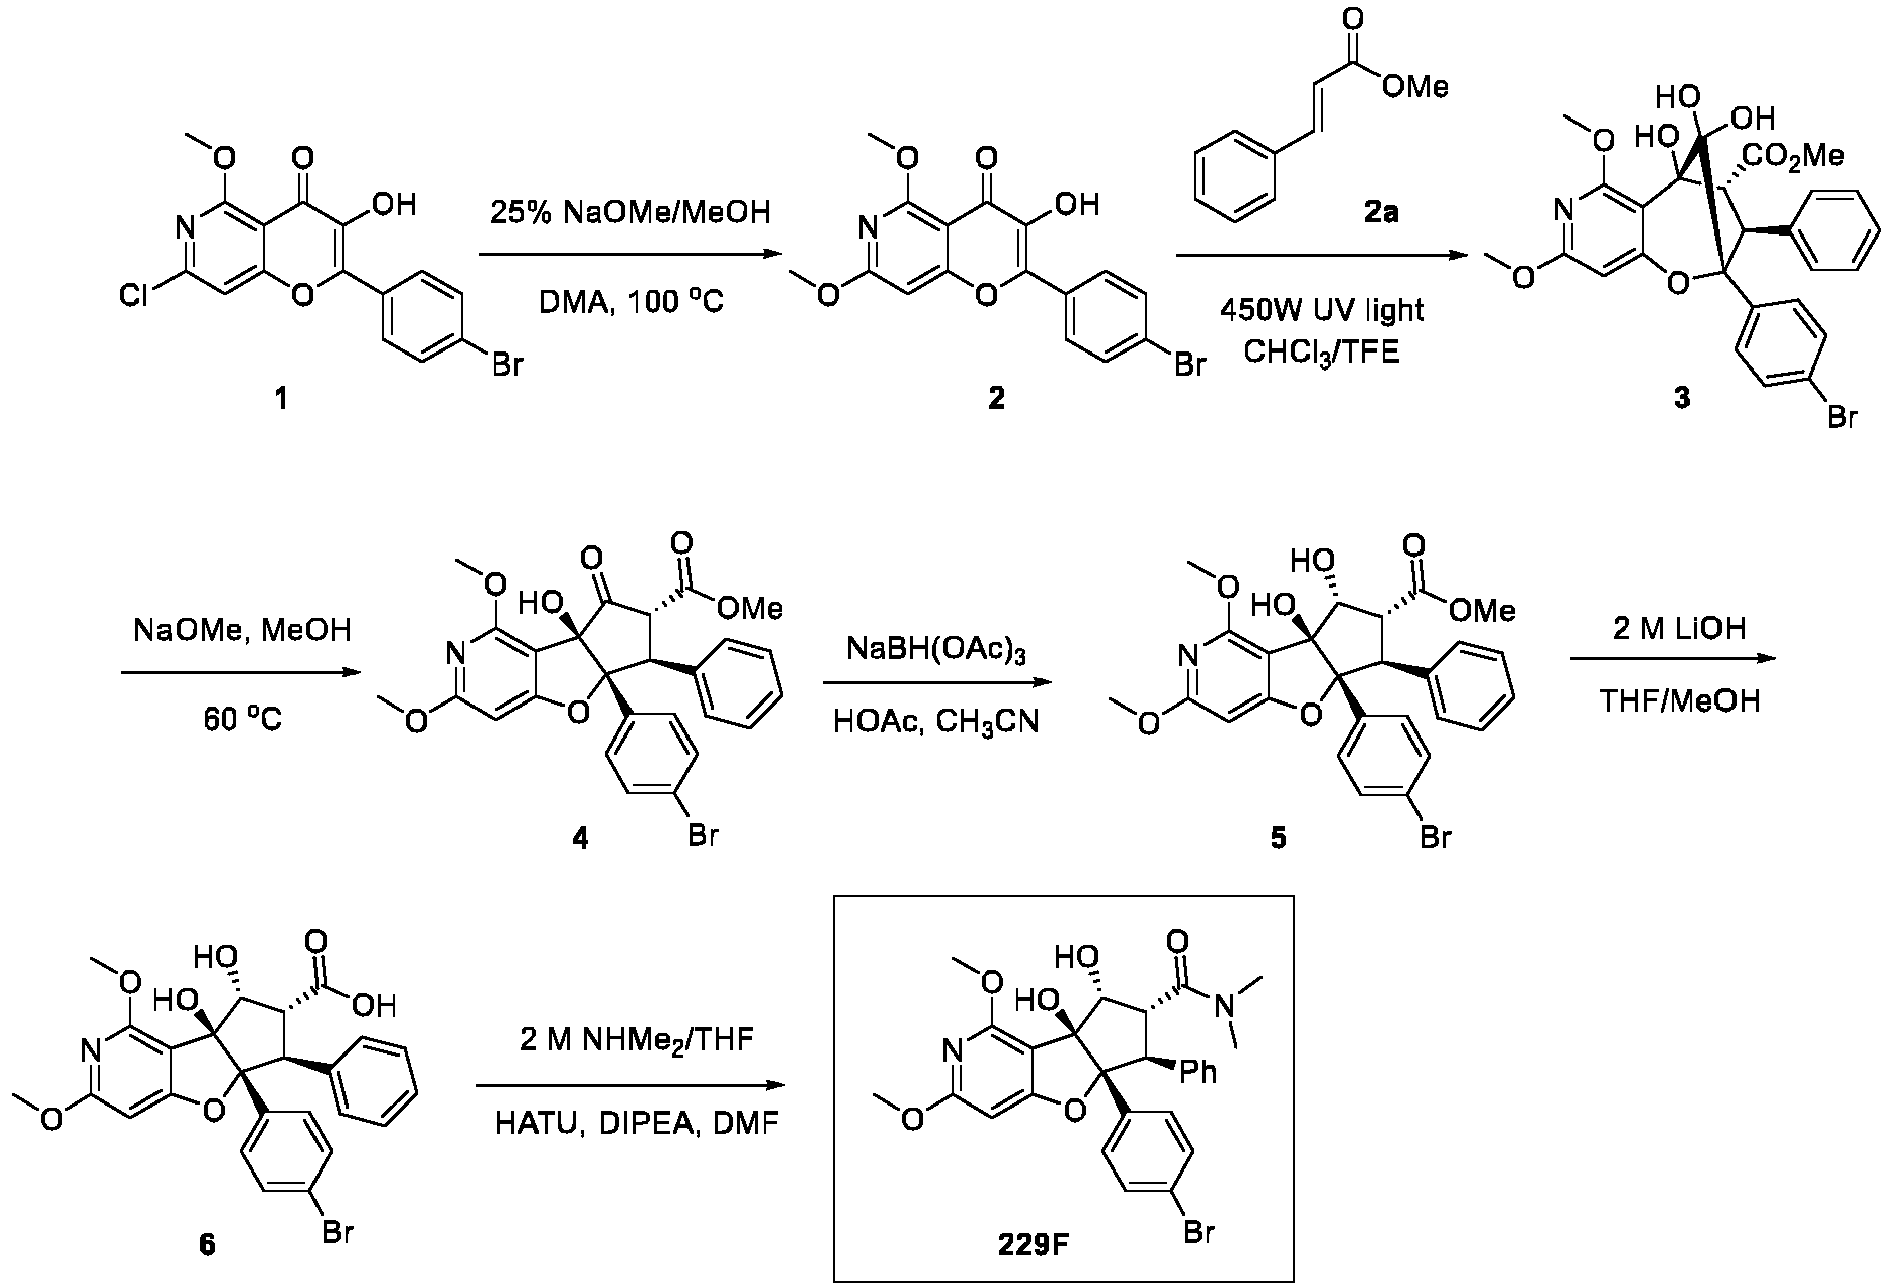 O
OMe
O
O
OH
N
Cl
O
Br
1
25% NaOMe/MeOH
DMA, 100 °C
O
O
OH
N
O
O
Br
2
2a
450W UV light
CHCl₃/TFE
HO
HO
OH
O
CO₂Me
N
O
O
Br
3
NaOMe, MeOH
60 °C
O
O
O
HO
OMe
N
O
O
Br
4
NaBH(OAc)₃
HOAc, CH₃CN
HO
O
O
HO
OMe
N
O
O
Br
5
2 M LiOH
THF/MeOH
HO
O
O
HO
OH
N
O
O
Br
6
2 M NHMe₂/THF
HATU, DIPEA, DMF
HO
O
O
HO
N
N
Ph
O
O
Br
229F